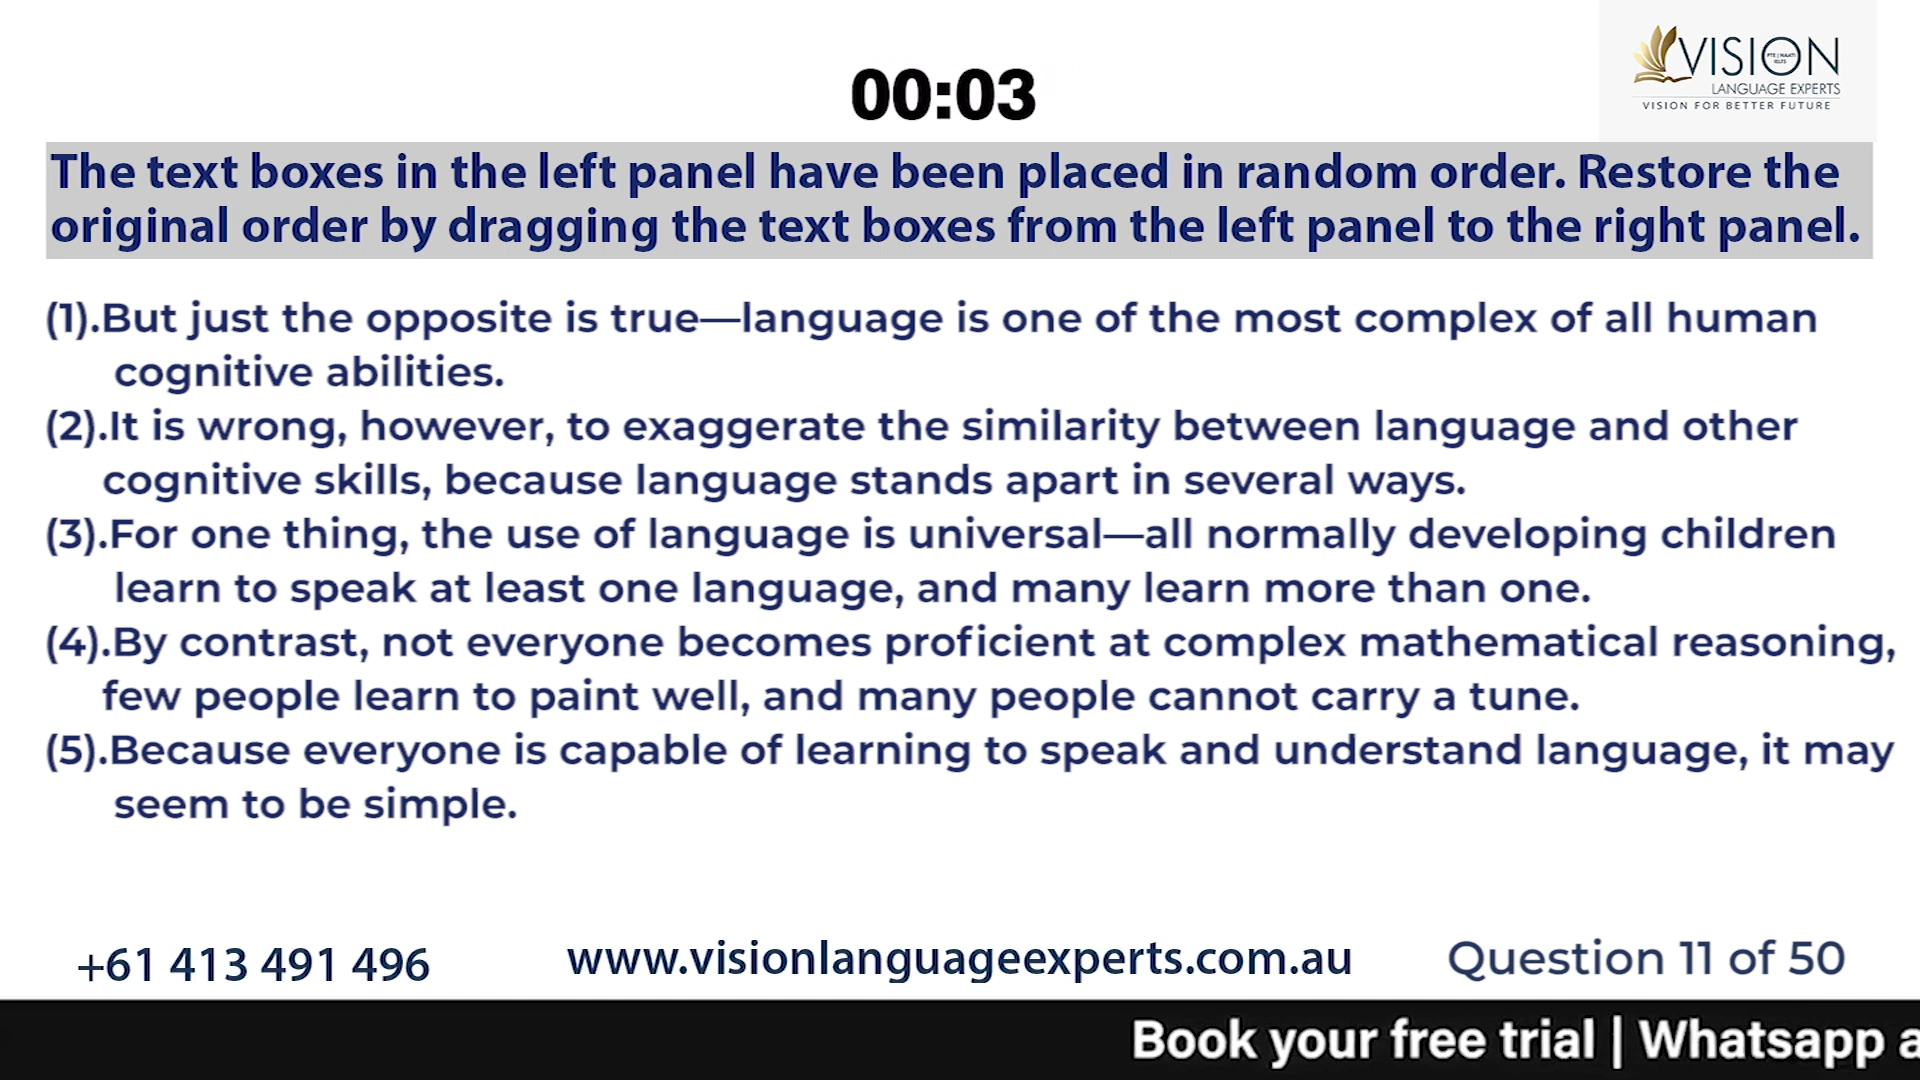 00:03
VISION
PTE | NAATI
IELTS
LANGUAGE EXPERTS
VISION FOR BETTER FUTURE
The text boxes in the left panel have been placed in random order. Restore the
original order by dragging the text boxes from the left panel to the right panel.
(1).But just the opposite is true—language is one of the most complex of all human
cognitive abilities.
(2).It is wrong, however, to exaggerate the similarity between language and other
cognitive skills, because language stands apart in several ways.
(3).For one thing, the use of language is universal—all normally developing children
learn to speak at least one language, and many learn more than one.
(4).By contrast, not everyone becomes proficient at complex mathematical reasoning,
few people learn to paint well, and many people cannot carry a tune.
(5).Because everyone is capable of learning to speak and understand language, it may
seem to be simple.
+61 413 491 496
www.visionlanguageexperts.com.au
Question 11 of 50
Book your free trial | Whatsapp a